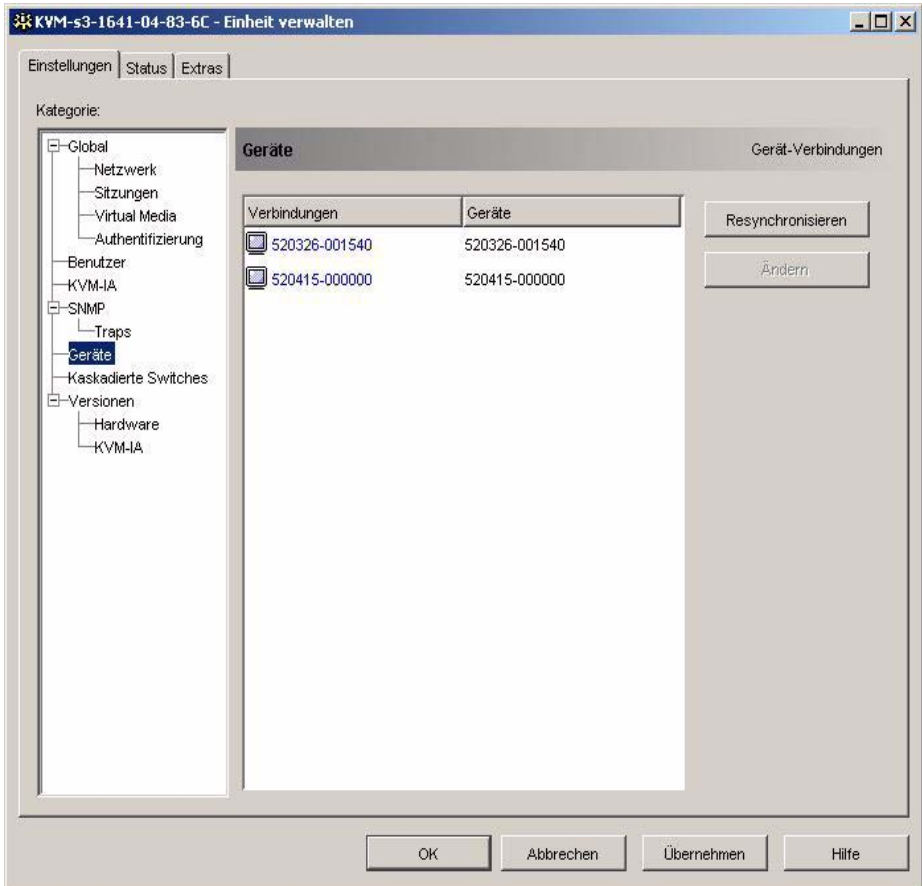 KVM-s3-1641-04-83-6C - Einheit verwalten
Einstellungen Status Extras
Kategorie:
Global
Netzwerk
Sitzungen
Virtual Media
Authentifizierung
Benutzer
KVM-IA
SNMP
Traps
Geräte
Kaskadierte Switches
Versionen
Hardware
KVM-IA
Geräte Gerät-Verbindungen
Verbindungen Geräte
520326-001540 520326-001540
520415-000000 520415-000000
Resynchronisieren
Ändern
OK Abbrechen Übernehmen Hilfe